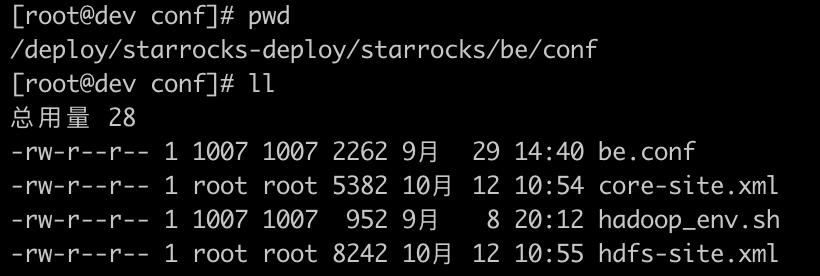 [root@dev conf]# pwd
/deploy/starrocks-deploy/starrocks/be/conf
[root@dev conf]# ll
总用量 28
-rw-r--r-- 1 1007 1007 2262 9月  29 14:40 be.conf
-rw-r--r-- 1 root root 5382 10月 12 10:54 core-site.xml
-rw-r--r-- 1 1007 1007  952 9月   8 20:12 hadoop_env.sh
-rw-r--r-- 1 root root 8242 10月 12 10:55 hdfs-site.xml